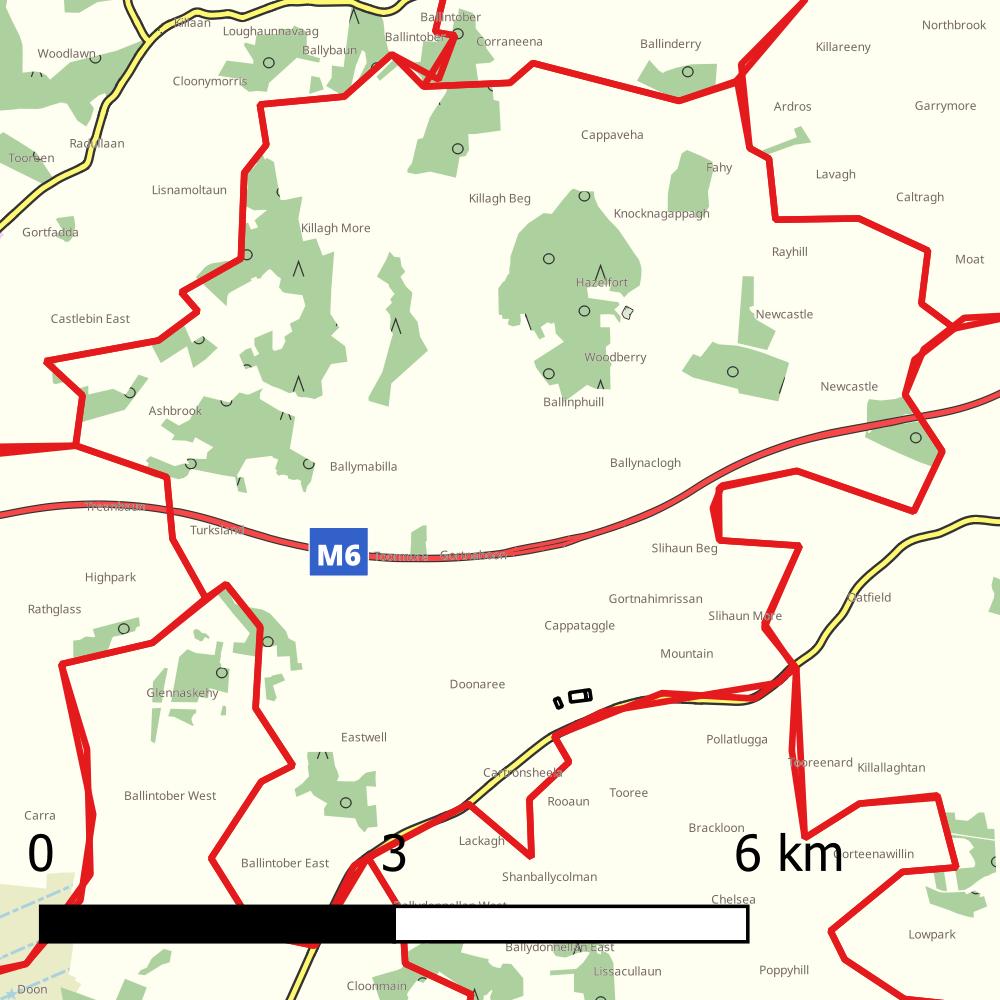 Killaan
Ballintober
Northbrook
Loughaunnavaag
Ballintober
Corraneena
Ballinderry
Killareeny
Woodlawn
Ballybaun
Cloonymorris
Ardros
Garrymore
Cappaveha
Rahillaan
Tooreen
Fahy
Lavagh
Lisnamoltaun
Killagh Beg
Caltragh
Knocknagappagh
Gortfadda
Killagh More
Rayhill
Moat
Hazelfort
Castlebin East
Newcastle
Woodberry
Newcastle
Ashbrook
Ballinphuill
Ballymabilla
Ballynaclogh
Treunbaun
Turksland
M6
Slihaun Beg
Highpark
Gortnahimrissan
Oatfield
Rathglass
Slihaun More
Cappataggle
Mountain
Doonaree
Glennaskehy
Eastwell
Pollatlugga
Tooreenard
Killallaghtan
Cartronsheela
Ballintober West
Tooree
Rooaun
Carra
Brackloon
Lackagh
0 3 6 km
Gorteenawillin
Ballintober East
Shanballycolman
Chelsea
Ballydonnellan West
Lowpark
Ballydonnellan East
Poppyhill
Lissacullaun
Cloonmain
Doon